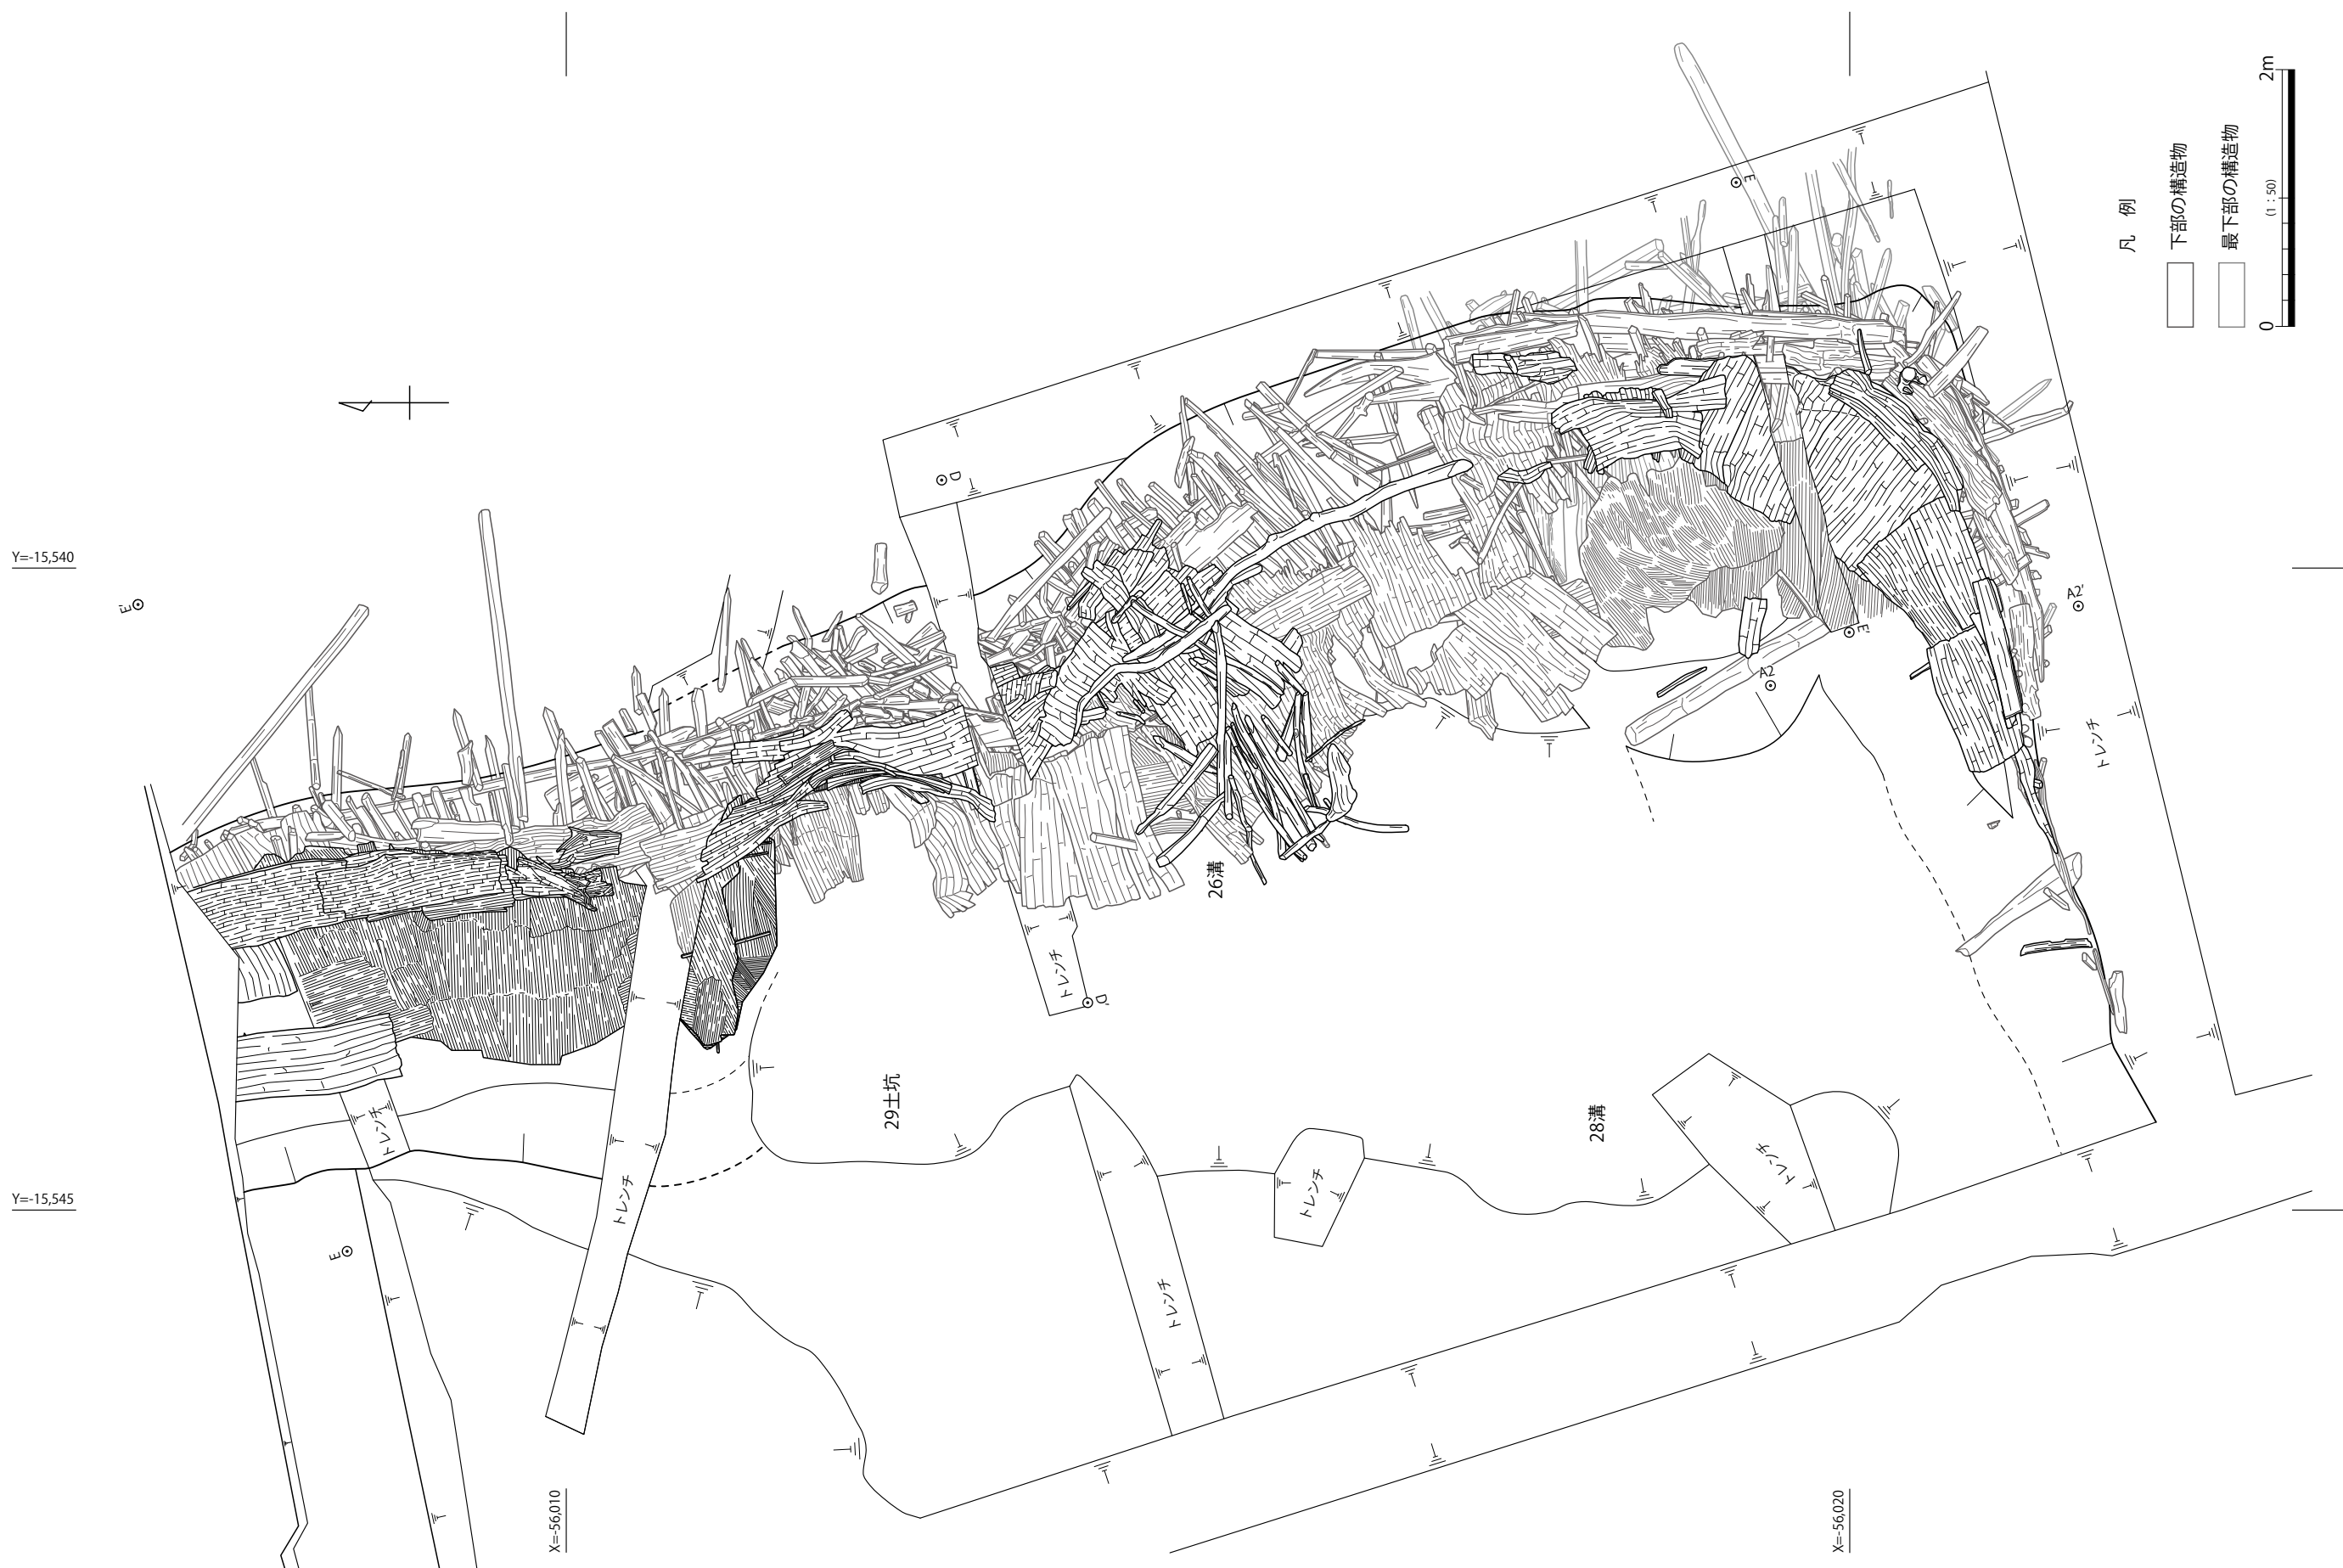 Y=-15,540
Y=-15,545
X=-56,010
X=-56,020
E'
E
D
D'
E
E'
A2
A2'
26溝
29土坑
28溝
トレンチ
トレンチ
トレンチ
トレンチ
トレンチ
トレンチ
トレンチ
凡 例
下部の構造物
最下部の構造物
0
(1:50)
2m